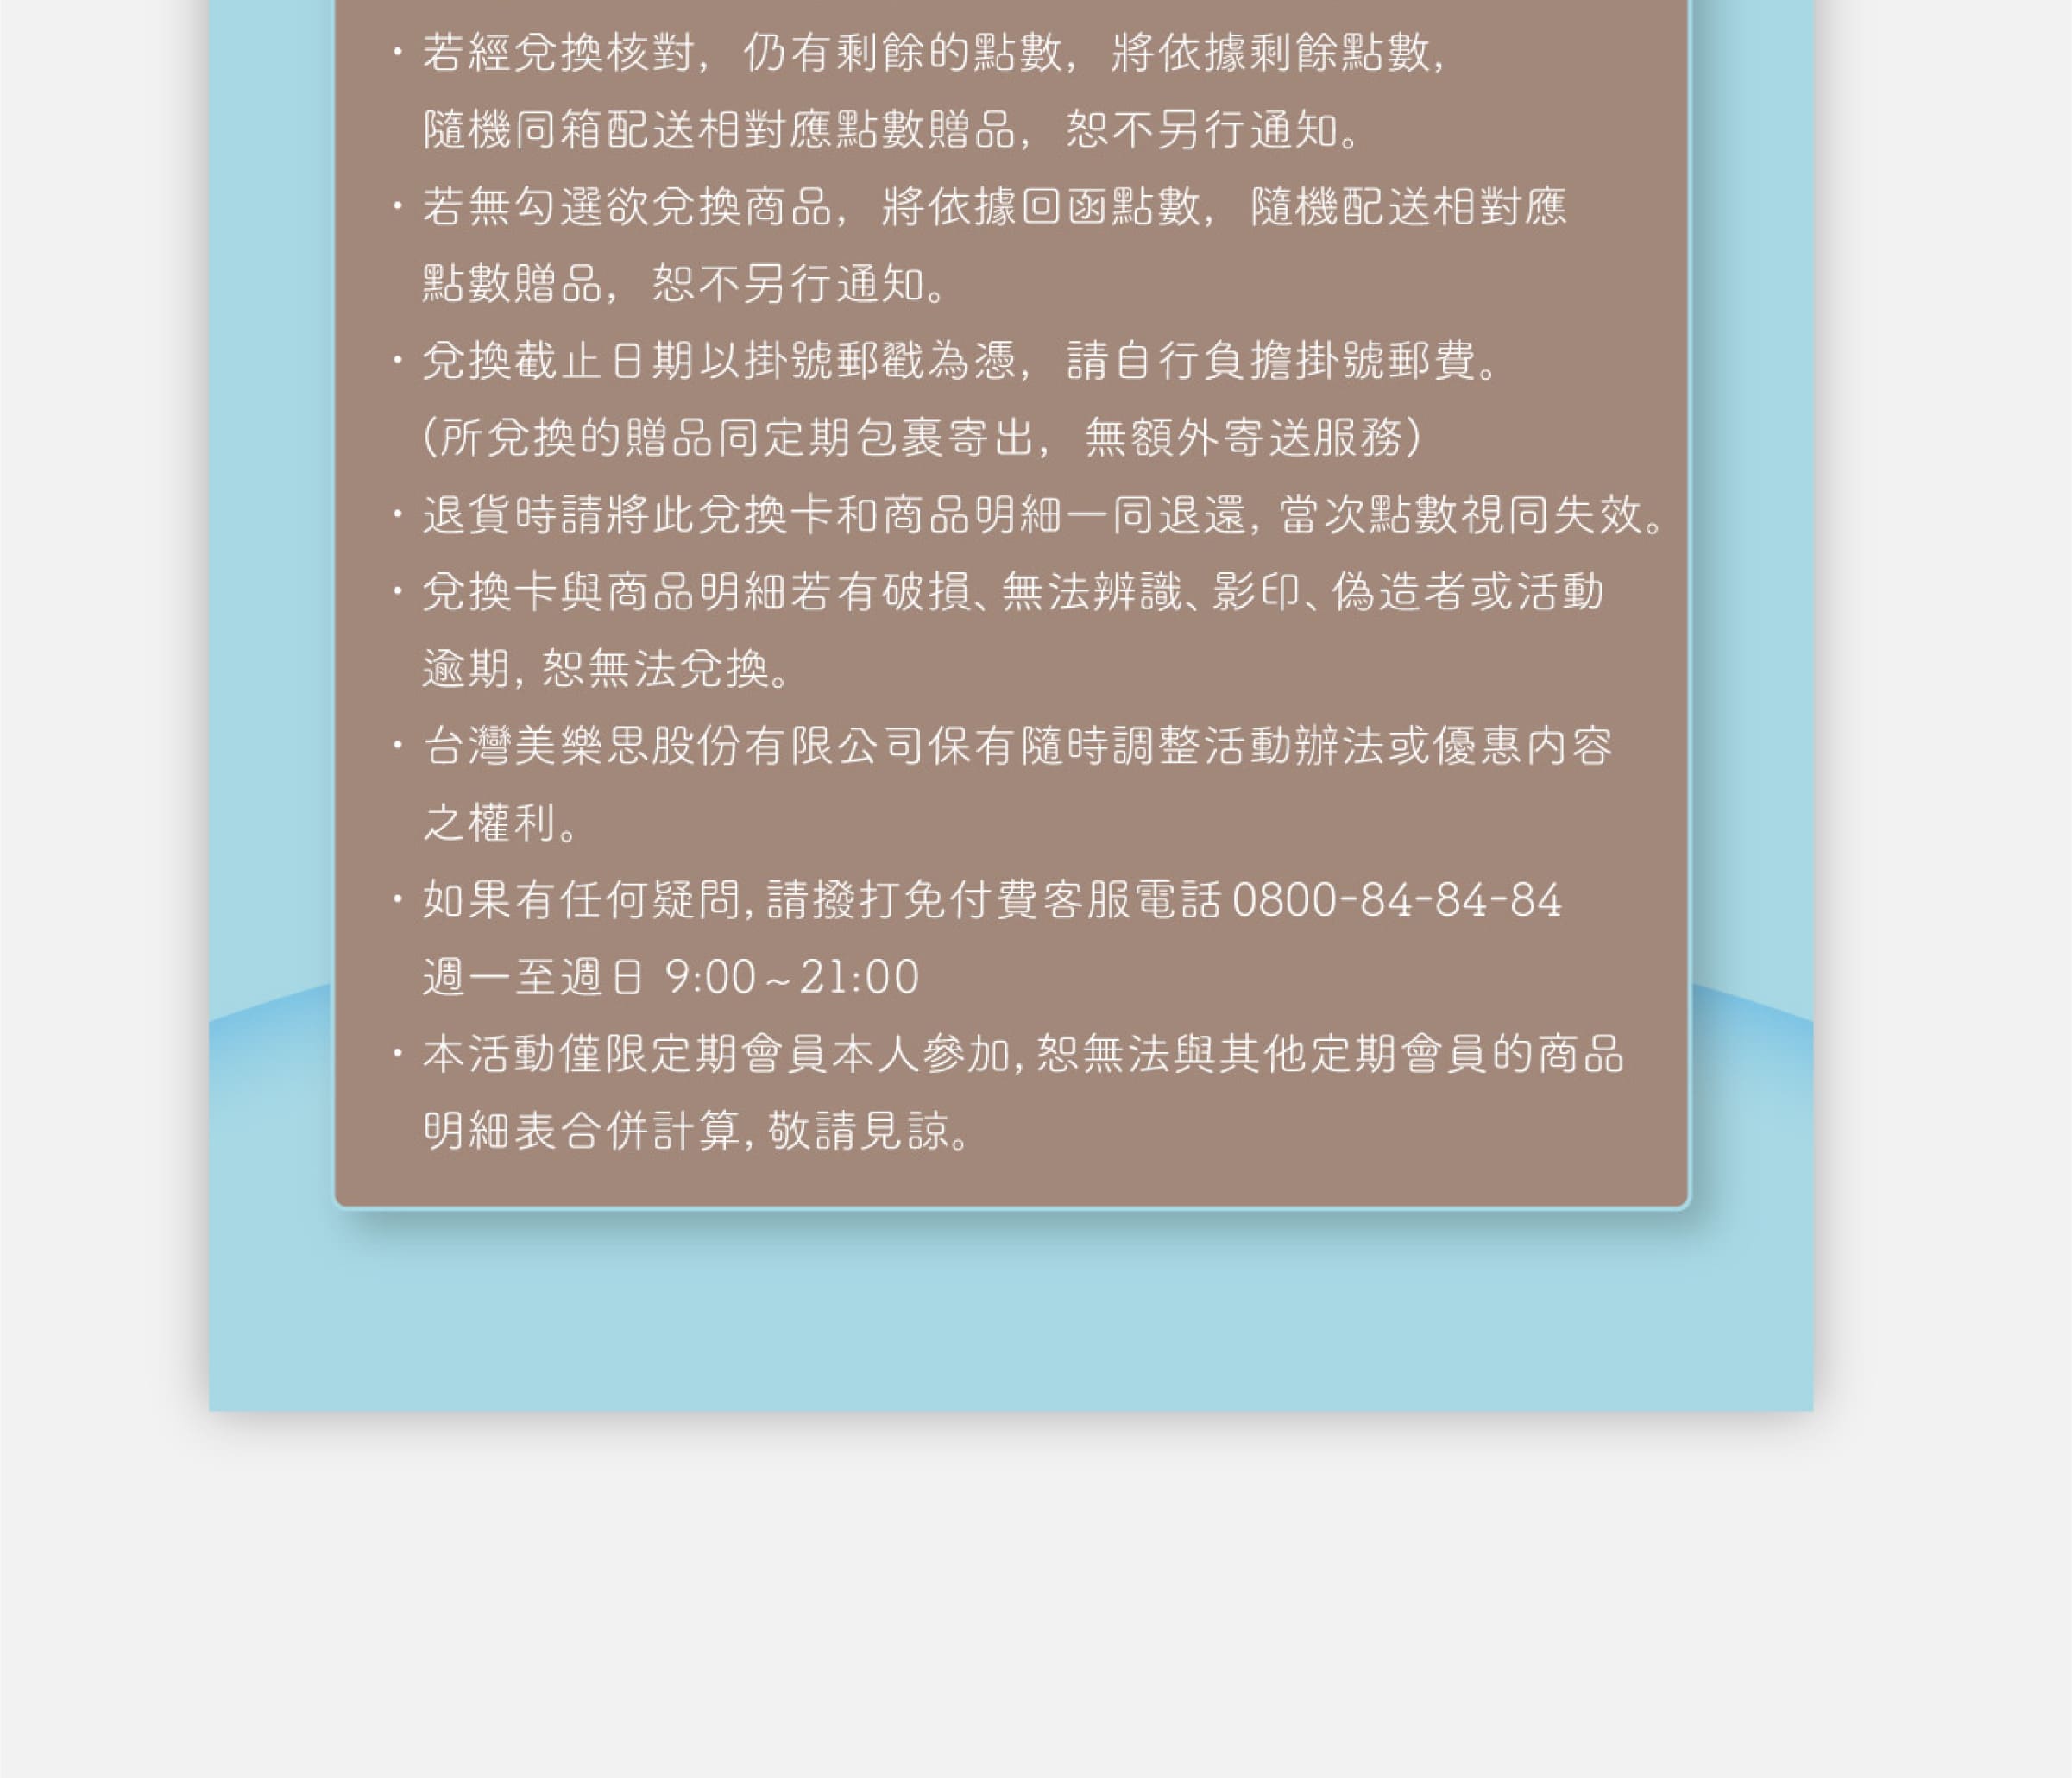 ・若經兌換核對，仍有剩餘的點數，將依據剩餘點數，
隨機同箱配送相對應點數贈品，恕不另行通知。
・若無勾選欲兌換商品，將依據回函點數，隨機配送相對應
點數贈品，恕不另行通知。
・兌換截止日期以掛號郵戳為憑，請自行負擔掛號郵費。
（所兌換的贈品同定期包裹寄出，無額外寄送服務）
・退貨時請將此兌換卡和商品明細一同退還，當次點數視同失效。
・兌換卡與商品明細若有破損、無法辨識、影印、偽造者或活動
逾期，恕無法兌換。
・台灣美樂思股份有限公司保有隨時調整活動辦法或優惠內容
之權利。
・如果有任何疑問，請撥打免付費客服電話0800-84-84-84
週一至週日 9:00~21:00
・本活動僅限定期會員本人參加，恕無法與其他定期會員的商品
明細表合併計算，敬請見諒。